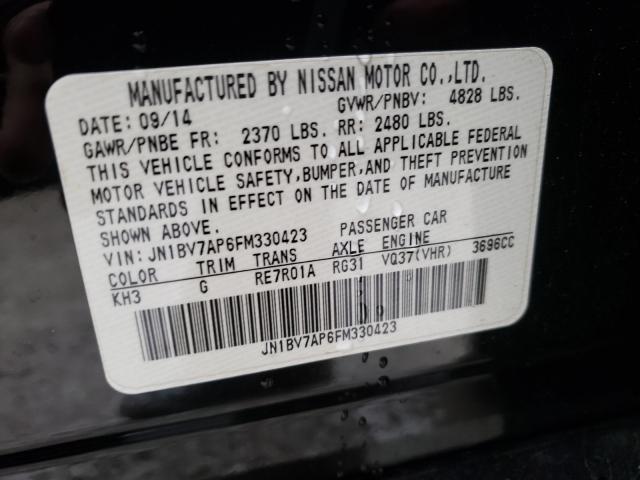 MANUFACTURED BY NISSAN MOTOR CO.,LTD.
DATE: 09/14 GVWR/PNBV: 4828 LBS.
GAWR/PNBE FR: 2370 LBS. RR: 2480 LBS.
THIS VEHICLE CONFORMS TO ALL APPLICABLE FEDERAL
MOTOR VEHICLE SAFETY,BUMPER,AND THEFT PREVENTION
STANDARDS IN EFFECT ON THE DATE OF MANUFACTURE
SHOWN ABOVE.
VIN: JN1BV7AP6FM330423 PASSENGER CAR
COLOR TRIM TRANS AXLE ENGINE
KH3 G RE7R01A RG31 VQ37(VHR) 3696CC
JN1BV7AP6FM330423